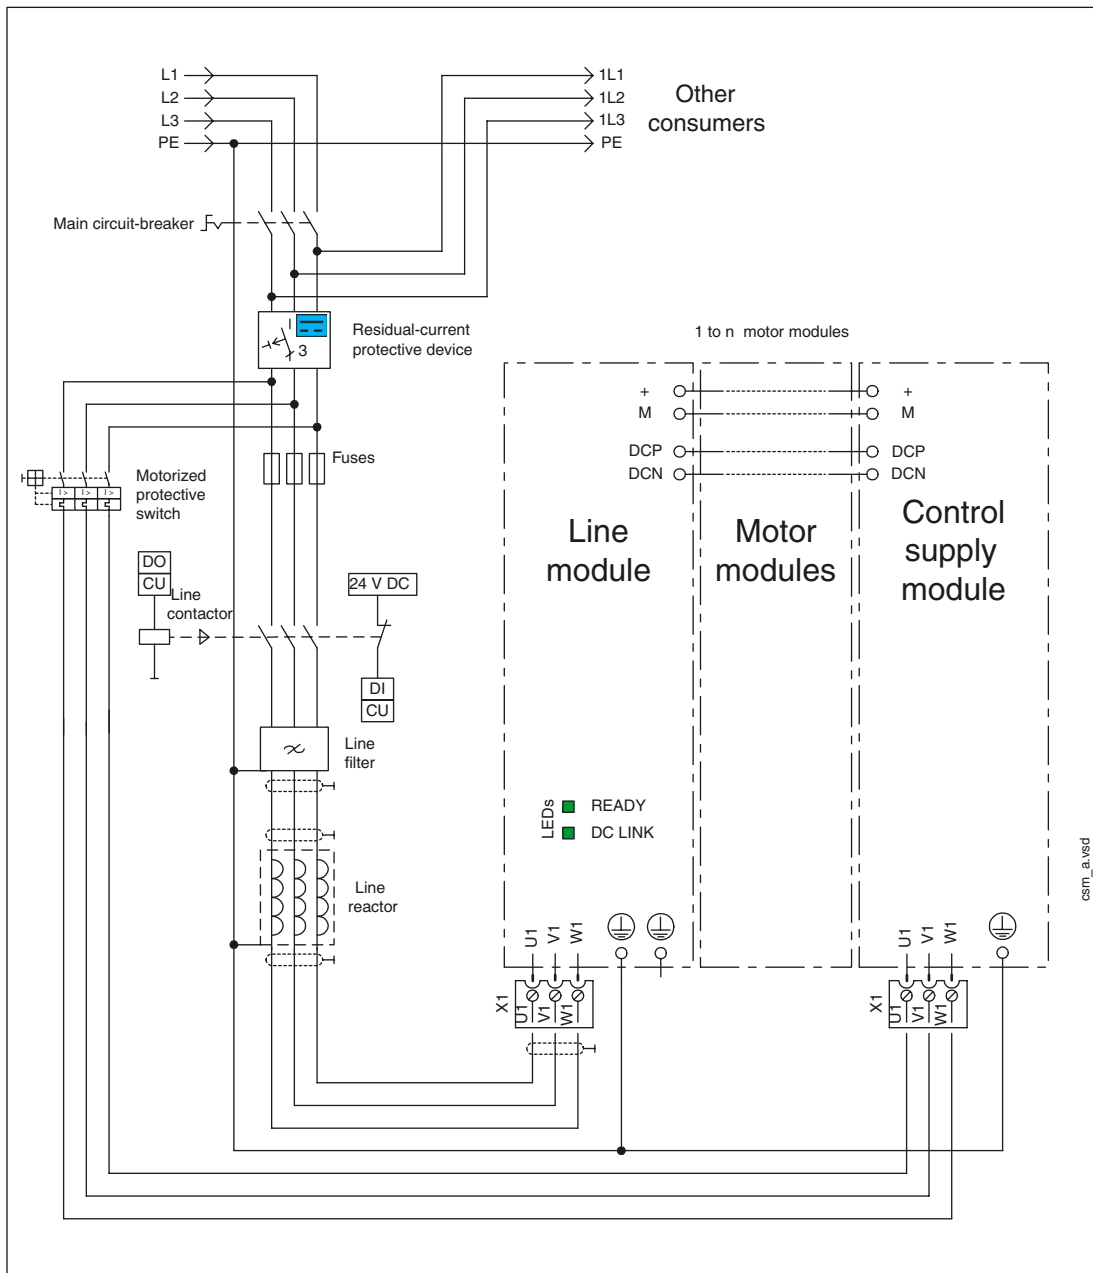 L1
1L1
L2
1L2
L3
1L3
PE
PE
Other
consumers
Main circuit-breaker
3
Residual-current
protective device
1 to n motor modules
+
M
DCP
DCN
+
M
DCP
DCN
Fuses
Motorized
protective
switch
I >
I >
I >
Line
module
Motor
modules
Control
supply
module
DO
CU
Line
contactor
24 V DC
DI
CU
Line
filter
LEDs
READY
DC LINK
Line
reactor
csm_a.vsd
U1
V1
W1
U1
V1
W1
X1
U1
V1
W1
X1
U1
V1
W1